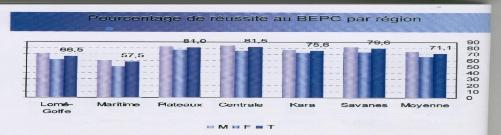 Pourcentage de réussite au BEPC par région
66,5 57,5 81,0 81,5 75,6 79,6 71,1
90
80
70
60
50
40
30
20
10
0
Lomé-Golfe Maritime Plateaux Centrale Kara Savanes Moyenne
M F T